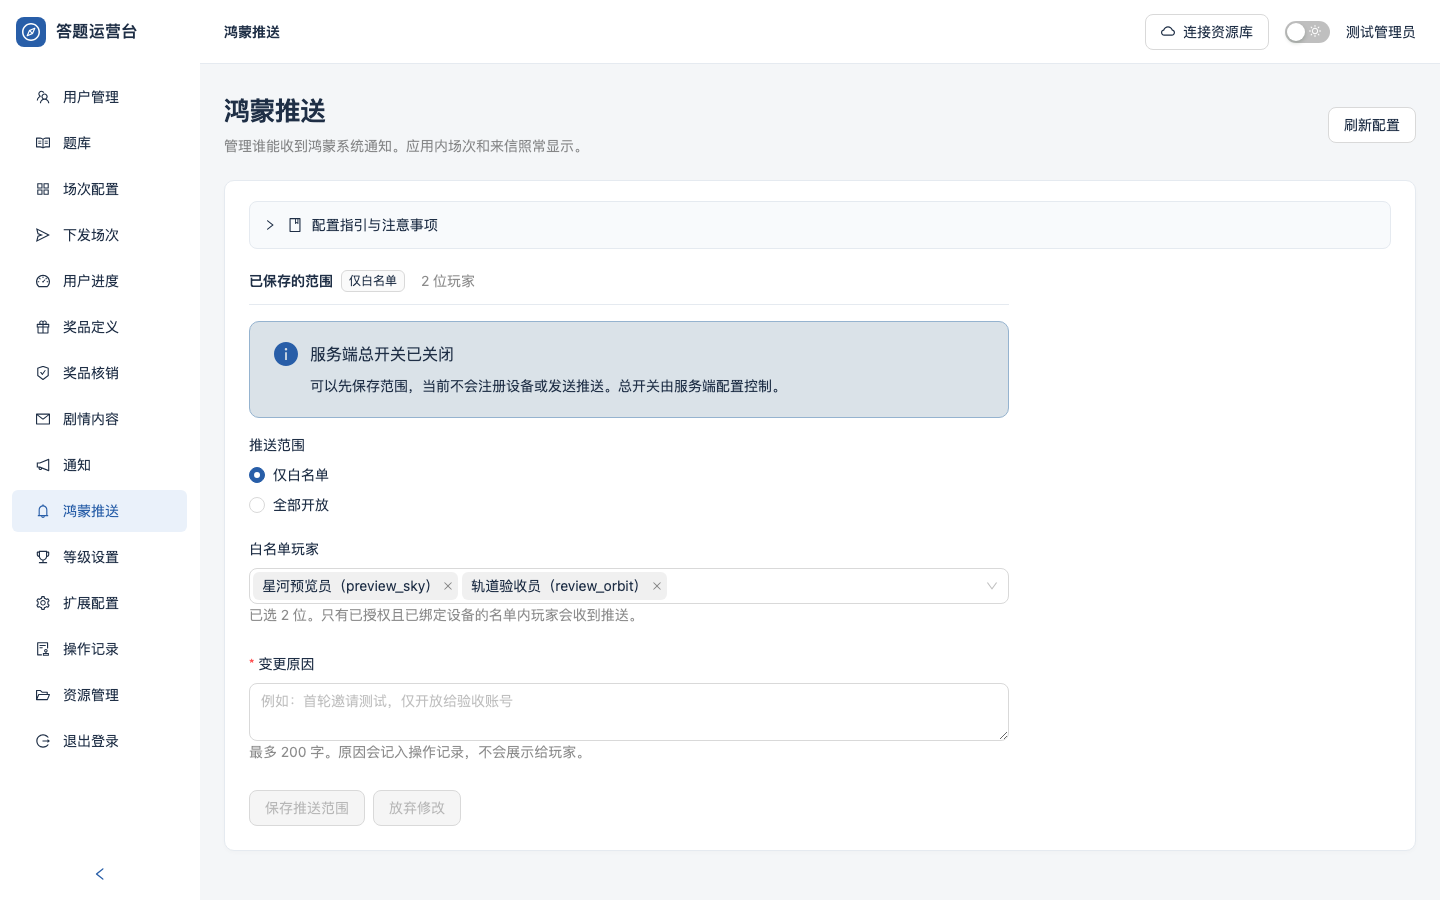 答题运营台
鸿蒙推送
连接资源库
测试管理员
用户管理
题库
场次配置
下发场次
用户进度
奖品定义
奖品核销
剧情内容
通知
鸿蒙推送
等级设置
扩展配置
操作记录
资源管理
退出登录
鸿蒙推送
管理谁能收到鸿蒙系统通知。应用内场次和来信照常显示。
刷新配置
配置指引与注意事项
已保存的范围 仅白名单 2 位玩家
服务端总开关已关闭
可以先保存范围，当前不会注册设备或发送推送。总开关由服务端配置控制。
推送范围
仅白名单
全部开放
白名单玩家
星河预览员（preview_sky） 轨道验收员（review_orbit）
已选 2 位。只有已授权且已绑定设备的名单内玩家会收到推送。
* 变更原因
例如：首轮邀请测试，仅开放给验收账号
最多 200 字。原因会记入操作记录，不会展示给玩家。
保存推送范围 放弃修改